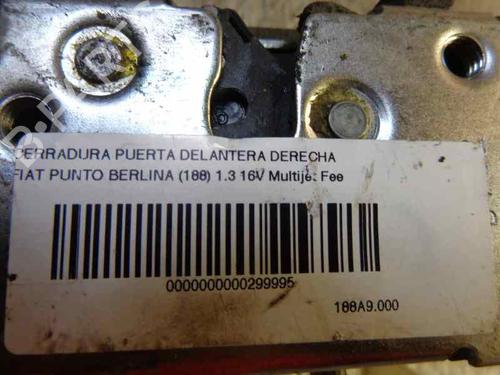 CERRADURA PUERTA DELANTERA DERECHA
FIAT PUNTO BERLINA (188) 1.3 16V Multijet Fee
0000000000299995
188A9.000